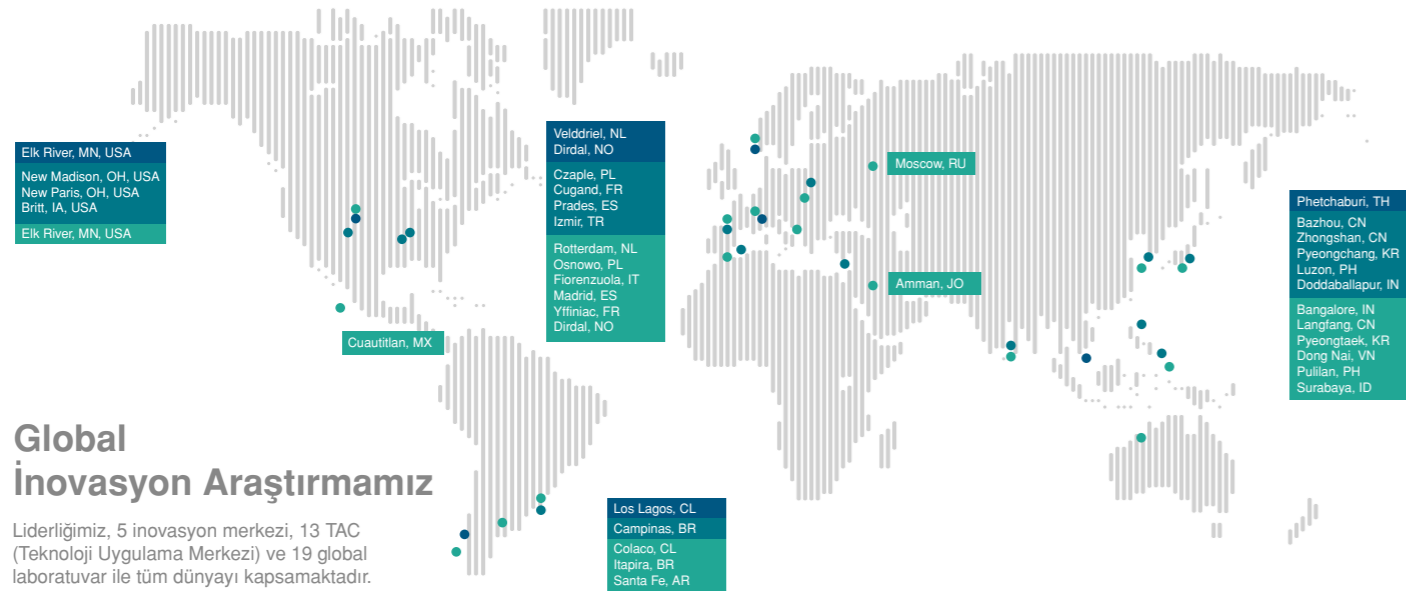 Elk River, MN, USA
New Madison, OH, USA
New Paris, OH, USA
Britt, IA, USA
Elk River, MN, USA
Cuautitlan, MX
Velddriel, NL
Dirdal, NO
Czaple, PL
Cugand, FR
Prades, ES
Izmir, TR
Rotterdam, NL
Osnowo, PL
Fiorenzuola, IT
Madrid, ES
Yffiniac, FR
Dirdal, NO
Moscow, RU
Amman, JO
Phetchaburi, TH
Bazhou, CN
Zhongshan, CN
Pyeongchang, KR
Luzon, PH
Doddaballapur, IN
Bangalore, IN
Langfang, CN
Pyeongtaek, KR
Dong Nai, VN
Pulilan, PH
Surabaya, ID
Global
İnovasyon Araştırmamız
Liderliğimiz, 5 inovasyon merkezi, 13 TAC
(Teknoloji Uygulama Merkezi) ve 19 global
laboratuvar ile tüm dünyayı kapsamaktadır.
Los Lagos, CL
Campinas, BR
Colaco, CL
Itapira, BR
Santa Fe, AR